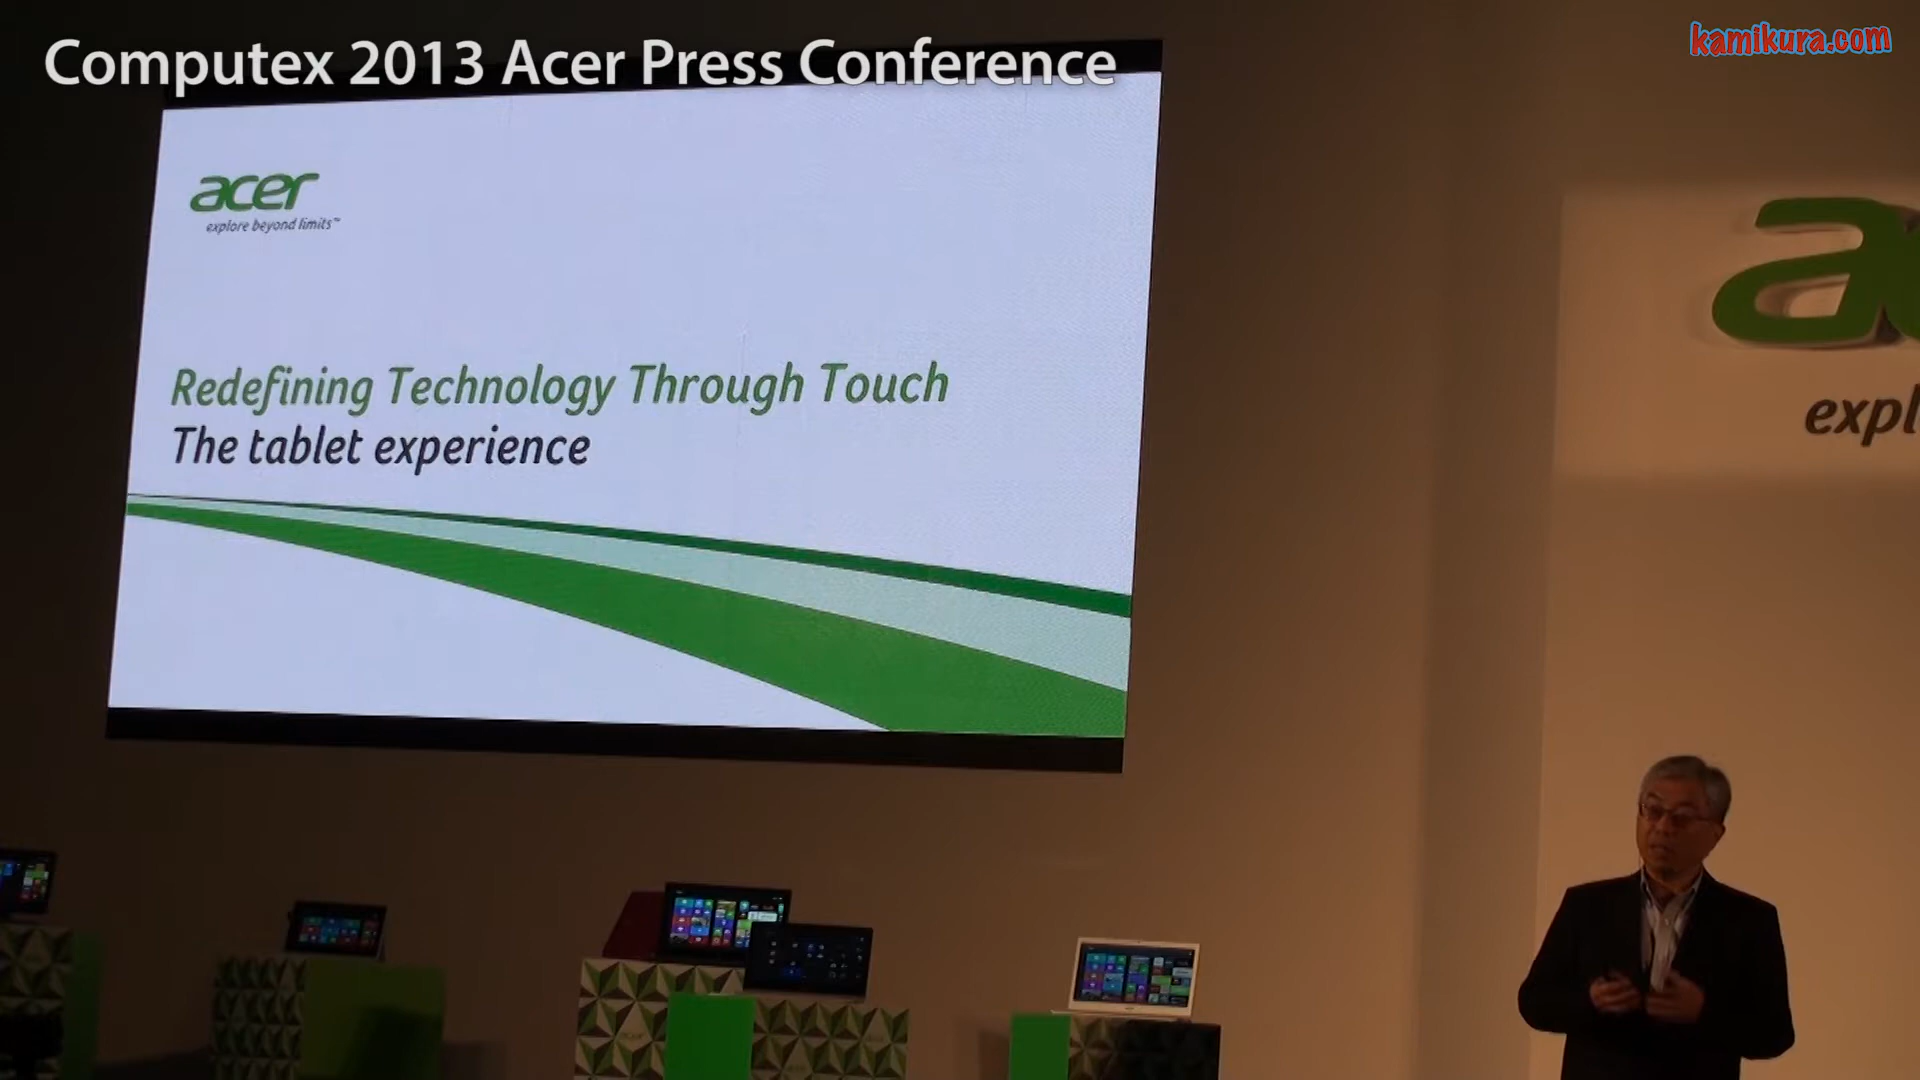 Computex 2013 Acer Press Conference
kamikura.com
acer
explore beyond limits™
Redefining Technology Through Touch
The tablet experience
ac
expl